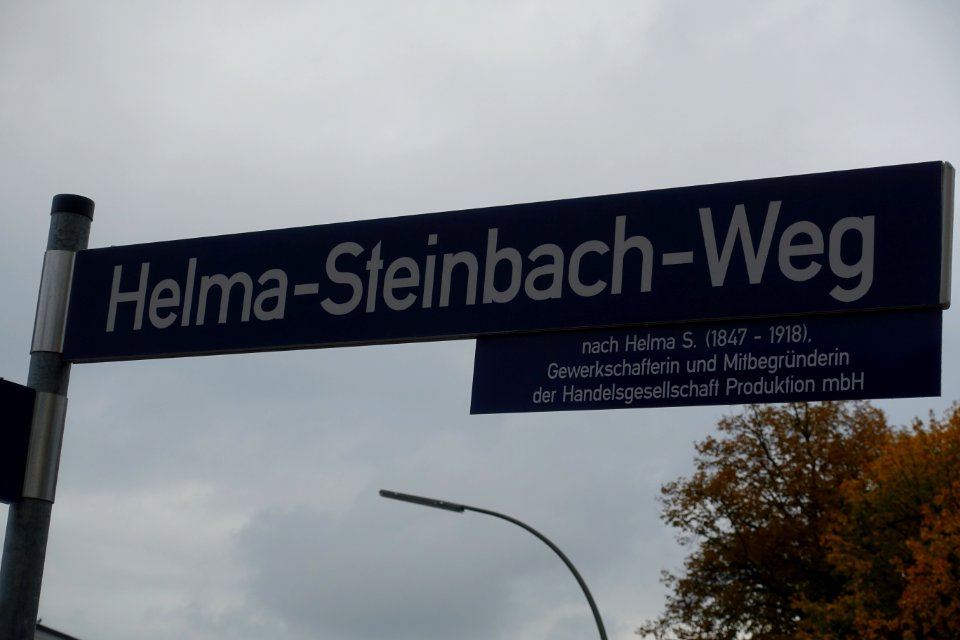 Helma-Steinbach-Weg
nach Helma S. (1847 - 1918),
Gewerkschafterin und Mitbegründerin
der Handelsgesellschaft Produktion mbH